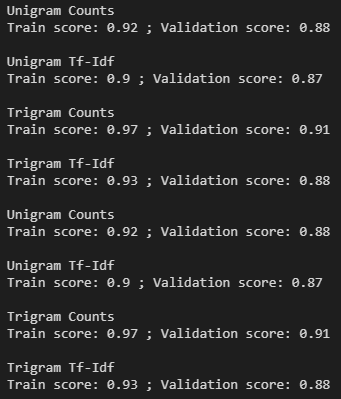 Unigram Counts
Train score: 0.92 ; Validation score: 0.88
Unigram Tf-Idf
Train score: 0.9 ; Validation score: 0.87
Trigram Counts
Train score: 0.97 ; Validation score: 0.91
Trigram Tf-Idf
Train score: 0.93 ; Validation score: 0.88
Unigram Counts
Train score: 0.92 ; Validation score: 0.88
Unigram Tf-Idf
Train score: 0.9 ; Validation score: 0.87
Trigram Counts
Train score: 0.97 ; Validation score: 0.91
Trigram Tf-Idf
Train score: 0.93 ; Validation score: 0.88